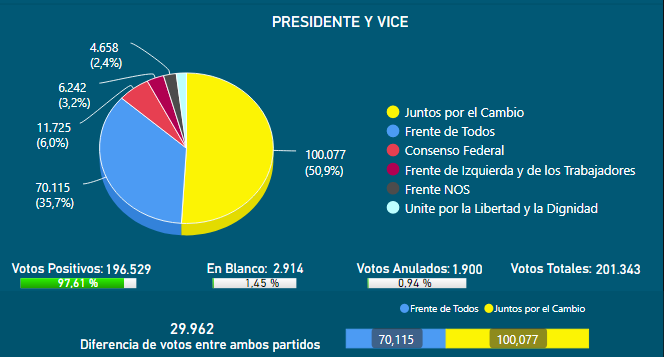 PRESIDENTE Y VICE
4.658
(2,4%)
6.242
(3,2%)
11.725
(6,0%)
70.115
(35,7%)
100.077
(50,9%)
Juntos por el Cambio
Frente de Todos
Consenso Federal
Frente de Izquierda y de los Trabajadores
Frente NOS
Unite por la Libertad y la Dignidad
Votos Positivos: 196.529
97,61 %
En Blanco: 2.914
1.45 %
Votos Anulados: 1.900
0.94 %
Votos Totales: 201.343
Frente de Todos Juntos por el Cambio
29.962
Diferencia de votos entre ambos partidos
70,115 100,077